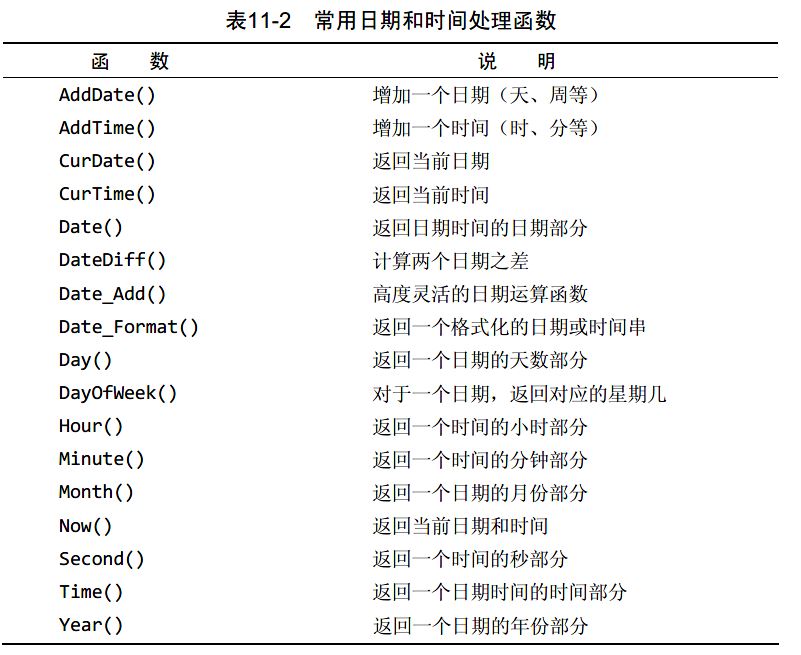 表11-2 常用日期和时间处理函数
函 数 说 明
AddDate() 增加一个日期（天、周等）
AddTime() 增加一个时间（时、分等）
CurDate() 返回当前日期
CurTime() 返回当前时间
Date() 返回日期时间的日期部分
DateDiff() 计算两个日期之差
Date_Add() 高度灵活的日期运算函数
Date_Format() 返回一个格式化的日期或时间串
Day() 返回一个日期的天数部分
DayOfWeek() 对于一个日期，返回对应的星期几
Hour() 返回一个时间的小时部分
Minute() 返回一个时间的分钟部分
Month() 返回一个日期的月份部分
Now() 返回当前日期和时间
Second() 返回一个时间的秒部分
Time() 返回一个日期时间的时间部分
Year() 返回一个日期的年份部分